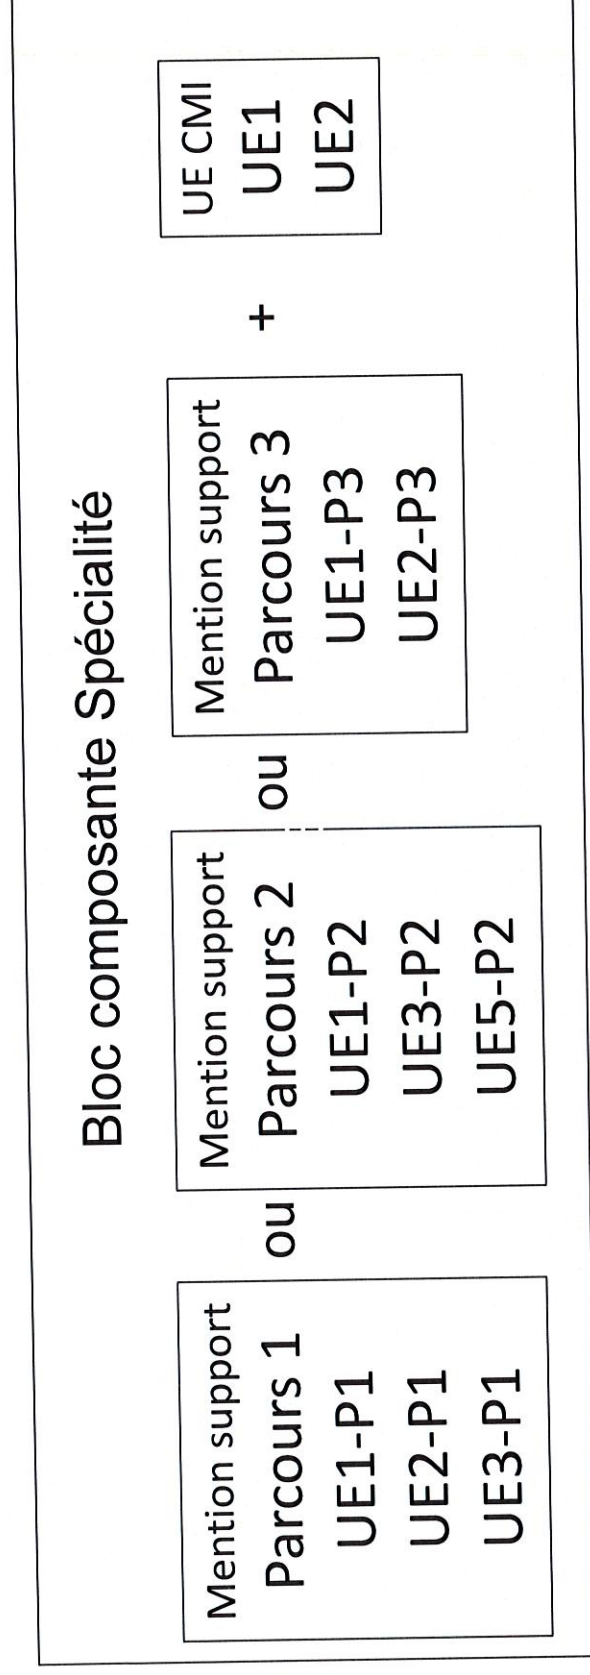 Bloc composante Spécialité
Mention support
Parcours 1
UE1-P1
UE2-P1
UE3-P1
ou
Mention support
Parcours 2
UE1-P2
UE3-P2
UE5-P2
ou
Mention support
Parcours 3
UE1-P3
UE2-P3
+
UE CMI
UE1
UE2